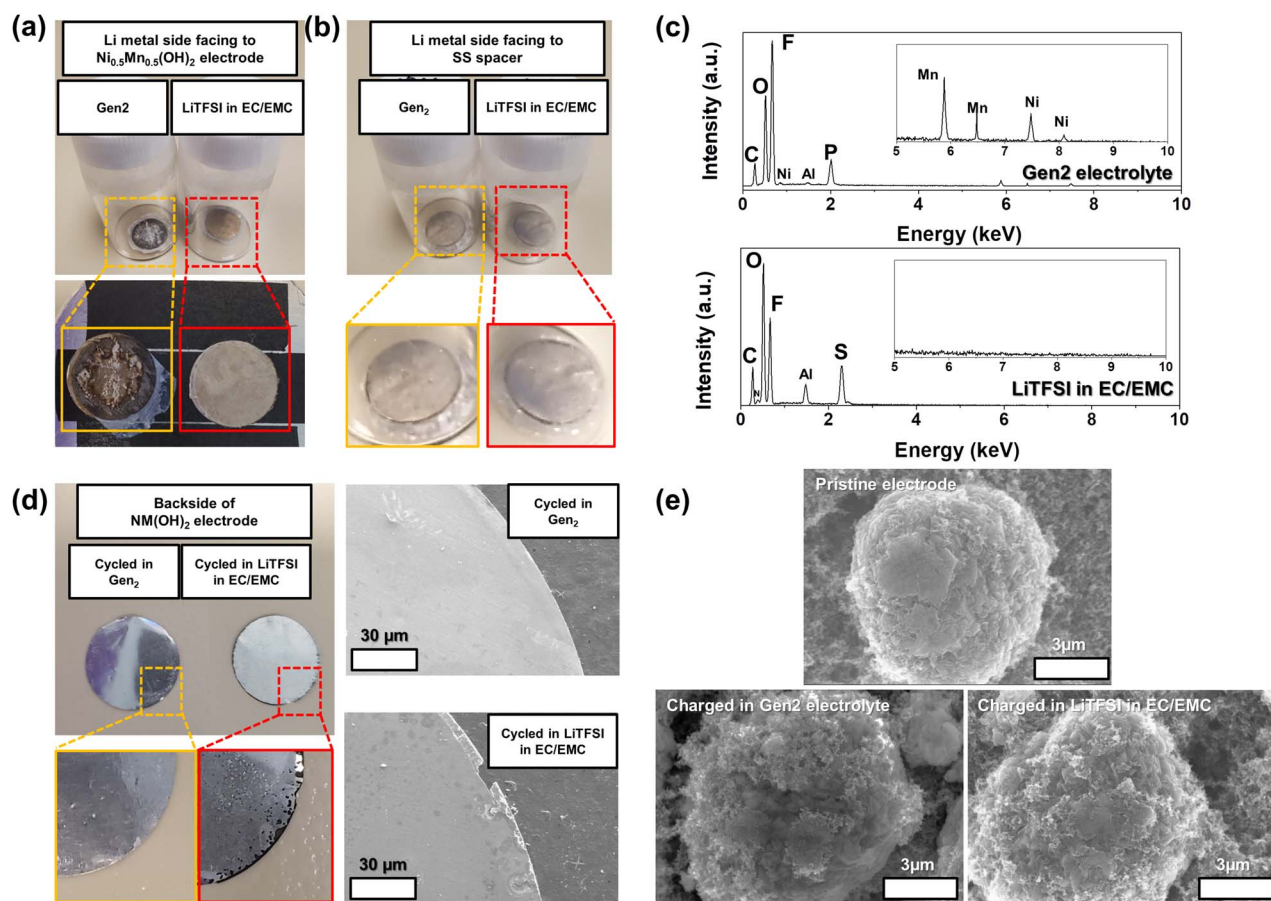 (a)
Li metal side facing to
Ni0.5Mn0.5(OH)2 electrode
Gen2
LiTFSI in EC/EMC
(b)
Li metal side facing to
SS spacer
Gen2
LiTFSI in EC/EMC
(c)
Intensity (a.u.)
C
O
F
Ni
Al
P
Mn
Mn
Ni
Ni
5 6 7 8 9 10
Gen2 electrolyte
0 2 4 6 8 10
Energy (keV)
Intensity (a.u.)
C
N
O
F
Al
S
5 6 7 8 9 10
LiTFSI in EC/EMC
0 2 4 6 8 10
Energy (keV)
(d)
Backside of
NM(OH)2 electrode
Cycled in
Gen2
Cycled in LiTFSI
in EC/EMC
Cycled in
Gen2
30 µm
Cycled in LiTFSI
in EC/EMC
30 µm
(e)
Pristine electrode
3µm
Charged in Gen2 electrolyte
3µm
Charged in LiTFSI in EC/EMC
3µm